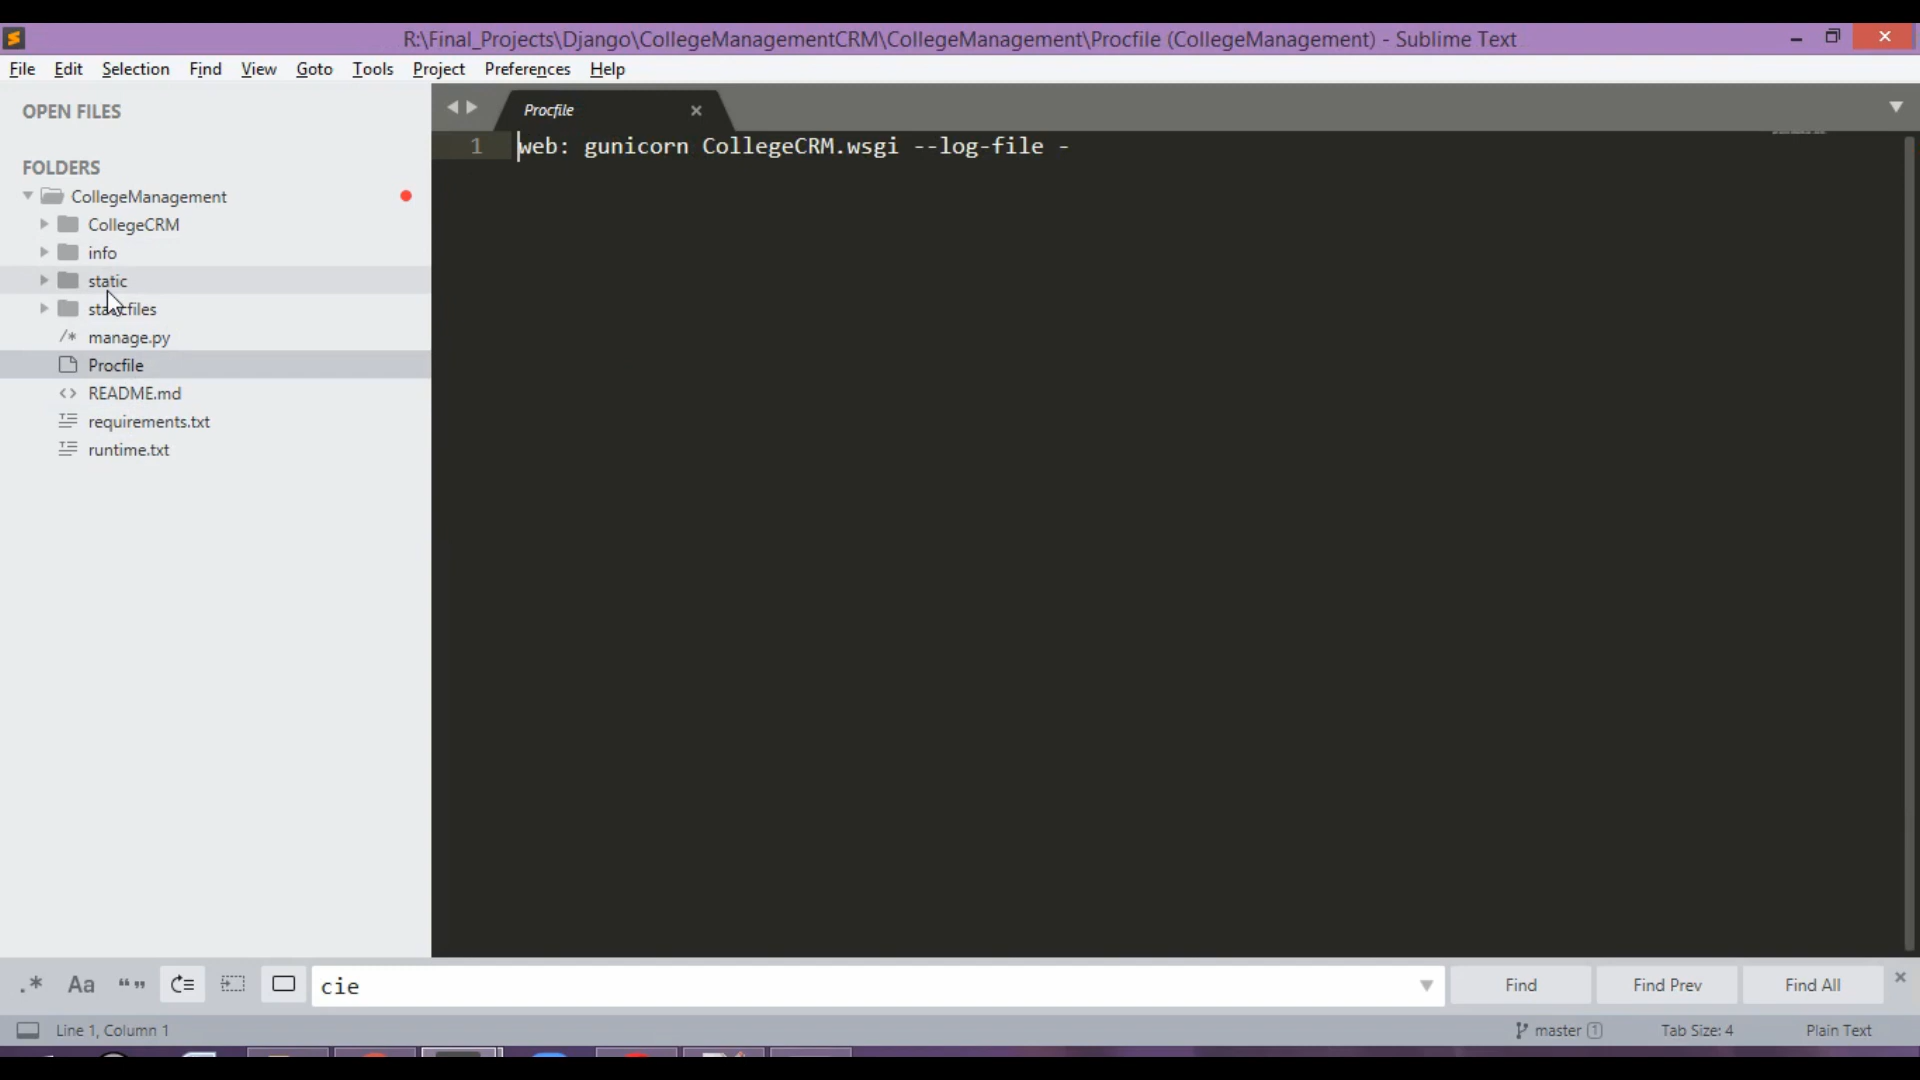 R:\Final_Projects\Django\CollegeManagementCRM\CollegeManagement\Procfile (CollegeManagement) - Sublime Text
File Edit Selection Find View Goto Tools Project Preferences Help
OPEN FILES
FOLDERS
CollegeManagement
CollegeCRM
info
static
staticfiles
/* manage.py
Procfile
<> README.md
requirements.txt
runtime.txt
Procfile
1 web: gunicorn CollegeCRM.wsgi --log-file -
.* Aa “” cie Find Find Prev Find All
Line 1, Column 1 master 1 Tab Size: 4 Plain Text